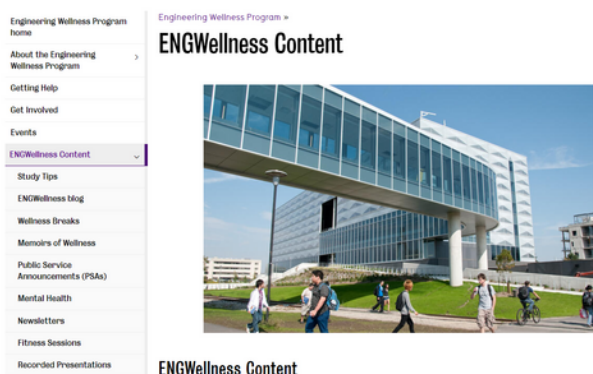 Engineering Wellness Program
home
About the Engineering
Wellness Program
Getting Help
Get Involved
Events
ENGWellness Content
Study Tips
ENGWellness blog
Wellness Breaks
Memoirs of Wellness
Public Service
Announcements (PSAs)
Mental Health
Newsletters
Fitness Sessions
Recorded Presentations
Engineering Wellness Program »
ENGWellness Content
ENGWellness Content